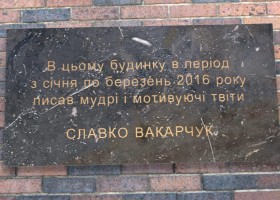 В цьому будинку в період
з січня по березень 2016 року
писав мудрі і мотивуючі твіти
СЛАВКО ВАКАРЧУК